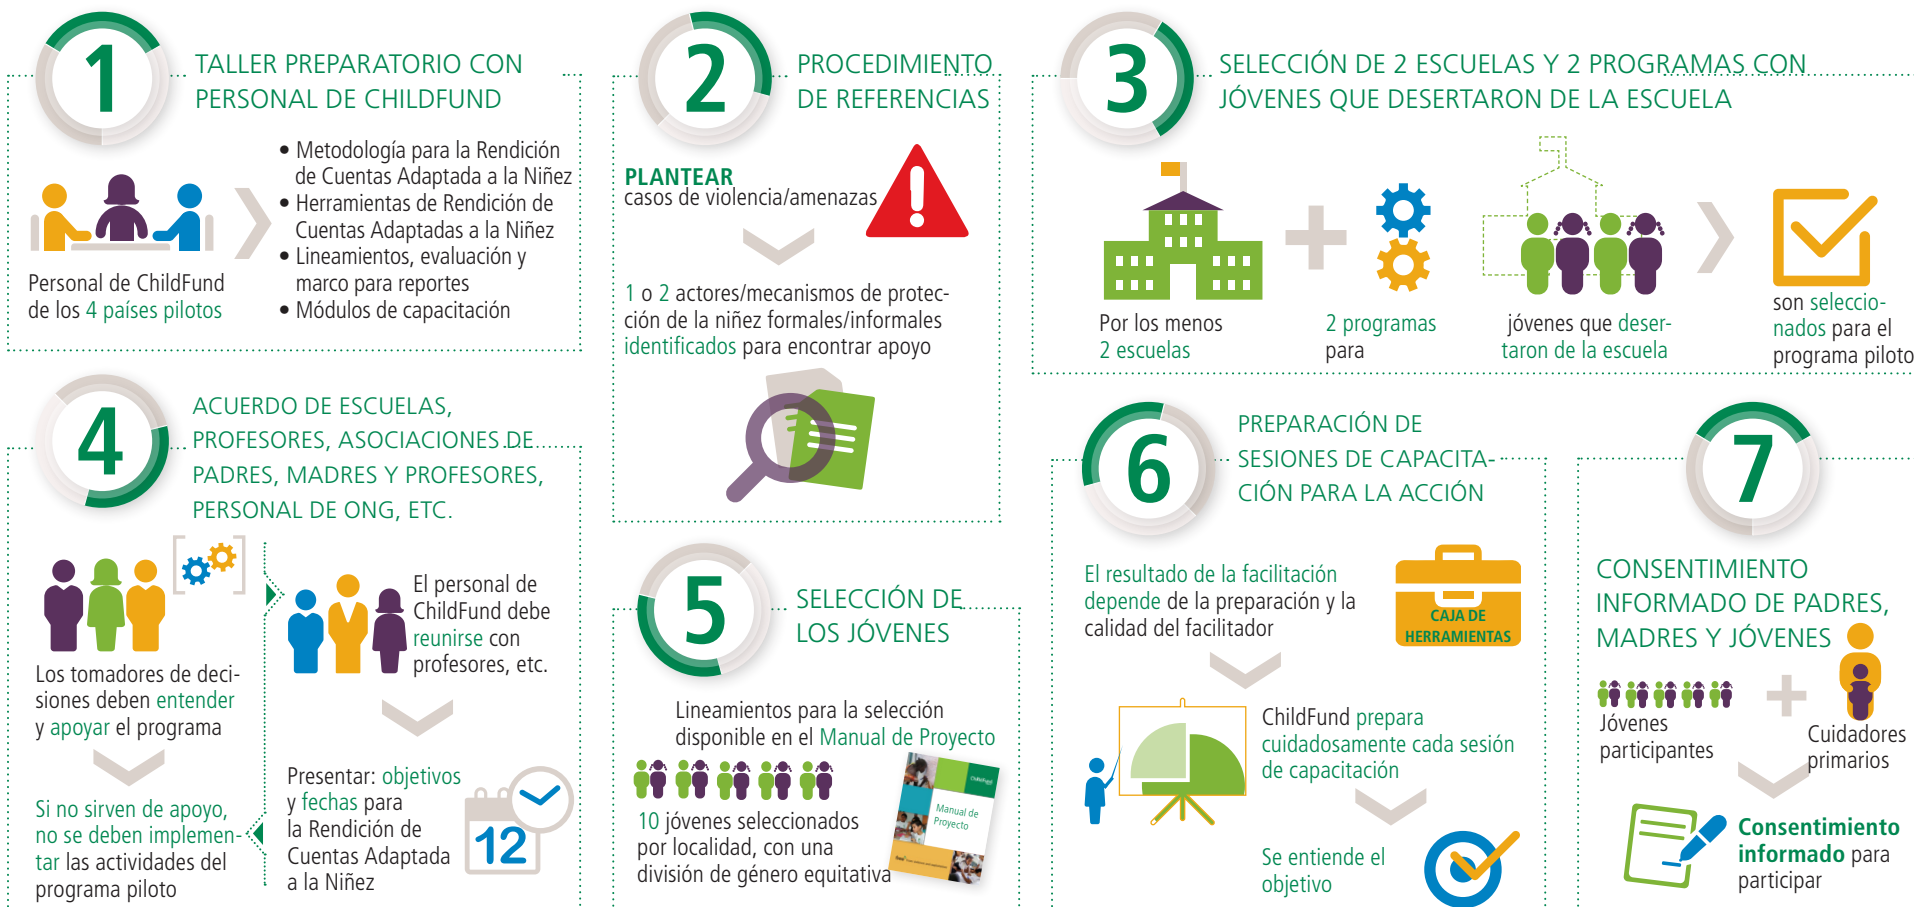 1
TALLER PREPARATORIO CON
PERSONAL DE CHILDFUND
Personal de ChildFund
de los 4 países pilotos
• Metodología para la Rendición
de Cuentas Adaptada a la Niñez
• Herramientas de Rendición de
Cuentas Adaptadas a la Niñez
• Lineamientos, evaluación y
marco para reportes
• Módulos de capacitación
2
PROCEDIMIENTO
DE REFERENCIAS
PLANTEAR
casos de violencia/amenazas
1 o 2 actores/mecanismos de protec-
ción de la niñez formales/informales
identificados para encontrar apoyo
3
SELECCIÓN DE 2 ESCUELAS Y 2 PROGRAMAS CON
JÓVENES QUE DESERTARON DE LA ESCUELA
Por los menos
2 escuelas
2 programas
para
jóvenes que deser-
taron de la escuela
son seleccio-
nados para el
programa piloto
4
ACUERDO DE ESCUELAS,
PROFESORES, ASOCIACIONES DE
PADRES, MADRES Y PROFESORES,
PERSONAL DE ONG, ETC.
Los tomadores de deci-
siones deben entender
y apoyar el programa
Si no sirven de apoyo,
no se deben implemen-
tar las actividades del
programa piloto
El personal de
ChildFund debe
reunirse con
profesores, etc.
Presentar: objetivos
y fechas para
la Rendición de
Cuentas Adaptada
a la Niñez
12
5
SELECCIÓN DE
LOS JÓVENES
Lineamientos para la selección
disponible en el Manual de Proyecto
10 jóvenes seleccionados
por localidad, con una
división de género equitativa
ChildFund
Manual de
Proyecto
6
PREPARACIÓN DE
SESIONES DE CAPACITA-
CIÓN PARA LA ACCIÓN
El resultado de la facilitación
depende de la preparación y la
calidad del facilitador
CAJA DE
HERRAMIENTAS
ChildFund prepara
cuidadosamente cada sesión
de capacitación
Se entiende el
objetivo
7
CONSENTIMIENTO
INFORMADO DE PADRES,
MADRES Y JÓVENES
Jóvenes
participantes
Cuidadores
primarios
Consentimiento
informado para
participar